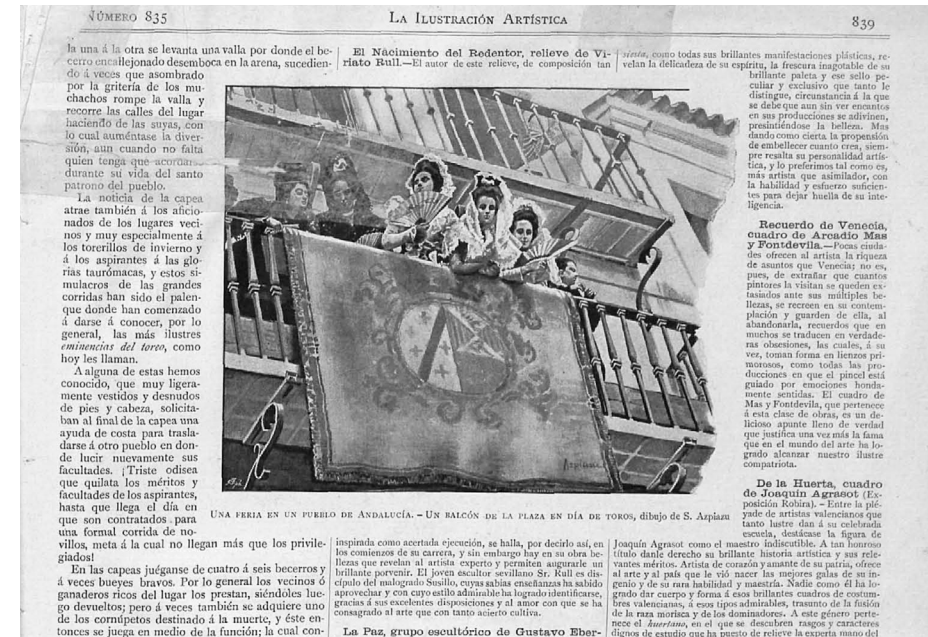 NÚMERO 835
LA ILUSTRACIÓN ARTÍSTICA
839
la una á la otra se levanta una valla por donde el be-
cerro encallejonado desemboca en la arena, sucedien-
do á veces que asombrado
por la gritería de los mu-
chachos rompe la valla y
recorre las calles del lugar
haciendo de las suyas, con
lo cual auméntase la diver-
sión, aun cuando no falta
quien tenga que acordarse
durante su vida del santo
patrono del pueblo.
La noticia de la capea
atrae también á los aficio-
nados de los lugares veci-
nos y muy especialmente á
los torerillos de invierno y
á los aspirantes á las glo-
rias taurómacas, y estos si-
mulacros de las grandes
corridas han sido el palen-
que donde han comenzado
á darse á conocer, por lo
general, las más ilustres
eminencias del toreo, como
hoy les llaman.
A alguna de estas hemos
conocido, que muy ligera-
mente vestidos y desnudos
de pies y cabeza, solicita-
ban al final de la capea una
ayuda de costa para trasla-
darse á otro pueblo en don-
de lucir nuevamente sus
facultades. ¡Triste odisea
que quilata los méritos y
facultades de los aspirantes,
hasta que llega el día en
que son contratados para
una formal corrida de no-
villos, meta á la cual no llegan más que los privile-
giados!
En las capeas juéganse de cuatro á seis becerros y
á veces bueyes bravos. Por lo general los vecinos ó
ganaderos ricos del lugar los prestan, siéndoles lue-
go devueltos; pero á veces también se adquiere uno
de los cornúpetos destinado á la muerte, y éste en-
tonces se juega en medio de la función; la cual con-
El Nacimiento del Redentor, relieve de Vi-
riato Rull.—El autor de este relieve, de composición tan
Azpiazu
UNA FERIA EN UN PUEBLO DE ANDALUCÍA. – UN BALCÓN DE LA PLAZA EN DÍA DE TOROS, dibujo de S. Azpiazu
inspirada como acertada ejecución, se halla, por decirlo así, en
los comienzos de su carrera, y sin embargo hay en su obra be-
llezas que revelan al artista experto y permiten augurarle un
brillante porvenir. El joven escultor sevillano Sr. Rull es dis-
cípulo del malogrado Susillo, cuyas sabias enseñanzas ha sabido
aprovechar y con cuyo estilo admirable ha logrado identificarse,
gracias á sus excelentes disposiciones y al amor con que se ha
consagrado al arte que con tanto acierto cultiva.
La Paz, grupo escultórico de Gustavo Eber-
siesta, como todas sus brillantes manifestaciones plásticas, re-
velan la delicadeza de su espíritu, la frescura inagotable de su
brillante paleta y ese sello pe-
culiar y exclusivo que tanto le
distingue, circunstancia á la que
se debe que aun sin ver encantos
en sus producciones se adivinen,
presintiéndose la belleza. Mas
dando como cierta la propensión
de embellecer cuanto crea, siem-
pre resalta su personalidad artís-
tica, y lo preferimos tal como es,
más artista que asimilador, con
la habilidad y esfuerzo suficien-
tes para dejar huella de su inte-
ligencia.
Recuerdo de Venecia,
cuadro de Arcadio Mas
y Fontdevila.—Pocas ciuda-
des ofrecen al artista la riqueza
de asuntos que Venecia; no es,
pues, de extrañar que cuantos
pintores la visitan se queden ex-
tasiados ante sus múltiples be-
llezas, se recreen en su contem-
plación y guarden de ella, al
abandonarla, recuerdos que en
muchos se traducen en verdade-
ras obsesiones, las cuales, á su
vez, toman forma en lienzos pri-
morosos, como todas las pro-
ducciones en que el pincel está
guiado por emociones honda-
mente sentidas. El cuadro de
Mas y Fontdevila, que pertenece
á esta clase de obras, es un de-
licioso apunte lleno de verdad
que justifica una vez más la fama
que en el mundo del arte ha lo-
grado alcanzar nuestro ilustre
compatriota.
De la Huerta, cuadro
de Joaquín Agrasot (Ex-
posición Robira). – Entre la plé-
yade de artistas valencianos que
tanto lustre dan á su celebrada
escuela, destácase la figura de
Joaquín Agrasot como el maestro indiscutible. A tan honroso
título danle derecho su brillante historia artística y sus rele-
vantes méritos. Artista de corazón y amante de su patria, ofrece
al arte y al país que le vió nacer las mejores galas de su in-
genio y de su rara habilidad y maestría. Nadie como él ha lo-
grado dar cuerpo y forma á esos brillantes cuadros de costum-
bres valencianas, á esos tipos admirables, trasunto de la fusión
de la raza morisca y de los dominadores. A este género perte-
nece el huertano, en el que se descubren rasgos y caracteres
dignos de estudio que ha puesto de relieve la experta mano del